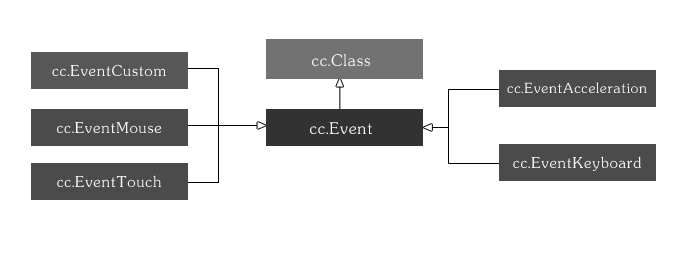 cc.Class
cc.EventCustom
cc.EventMouse
cc.EventTouch
cc.Event
cc.EventAcceleration
cc.EventKeyboard